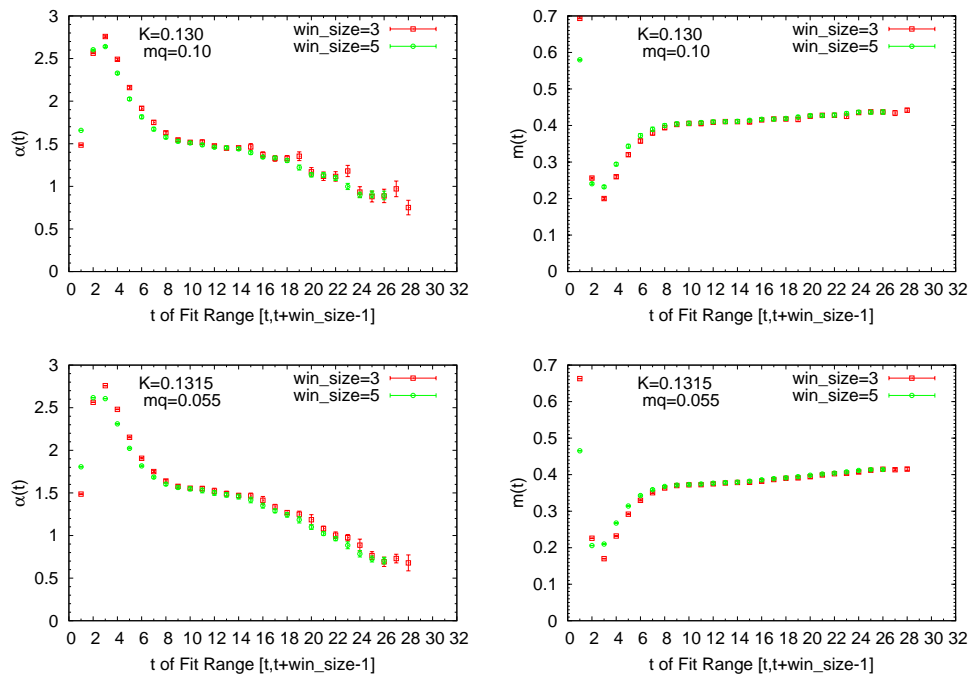 3
2.5
2
1.5
1
0.5
0
α(t)
K=0.130
mq=0.10
win_size=3
win_size=5
0 2 4 6 8 10 12 14 16 18 20 22 24 26 28 30 32
t of Fit Range [t,t+win_size-1]
0.7
0.6
0.5
0.4
0.3
0.2
0.1
0
m(t)
K=0.130
mq=0.10
win_size=3
win_size=5
0 2 4 6 8 10 12 14 16 18 20 22 24 26 28 30 32
t of Fit Range [t,t+win_size-1]
3
2.5
2
1.5
1
0.5
0
α(t)
K=0.1315
mq=0.055
win_size=3
win_size=5
0 2 4 6 8 10 12 14 16 18 20 22 24 26 28 30 32
t of Fit Range [t,t+win_size-1]
0.7
0.6
0.5
0.4
0.3
0.2
0.1
0
m(t)
K=0.1315
mq=0.055
win_size=3
win_size=5
0 2 4 6 8 10 12 14 16 18 20 22 24 26 28 30 32
t of Fit Range [t,t+win_size-1]